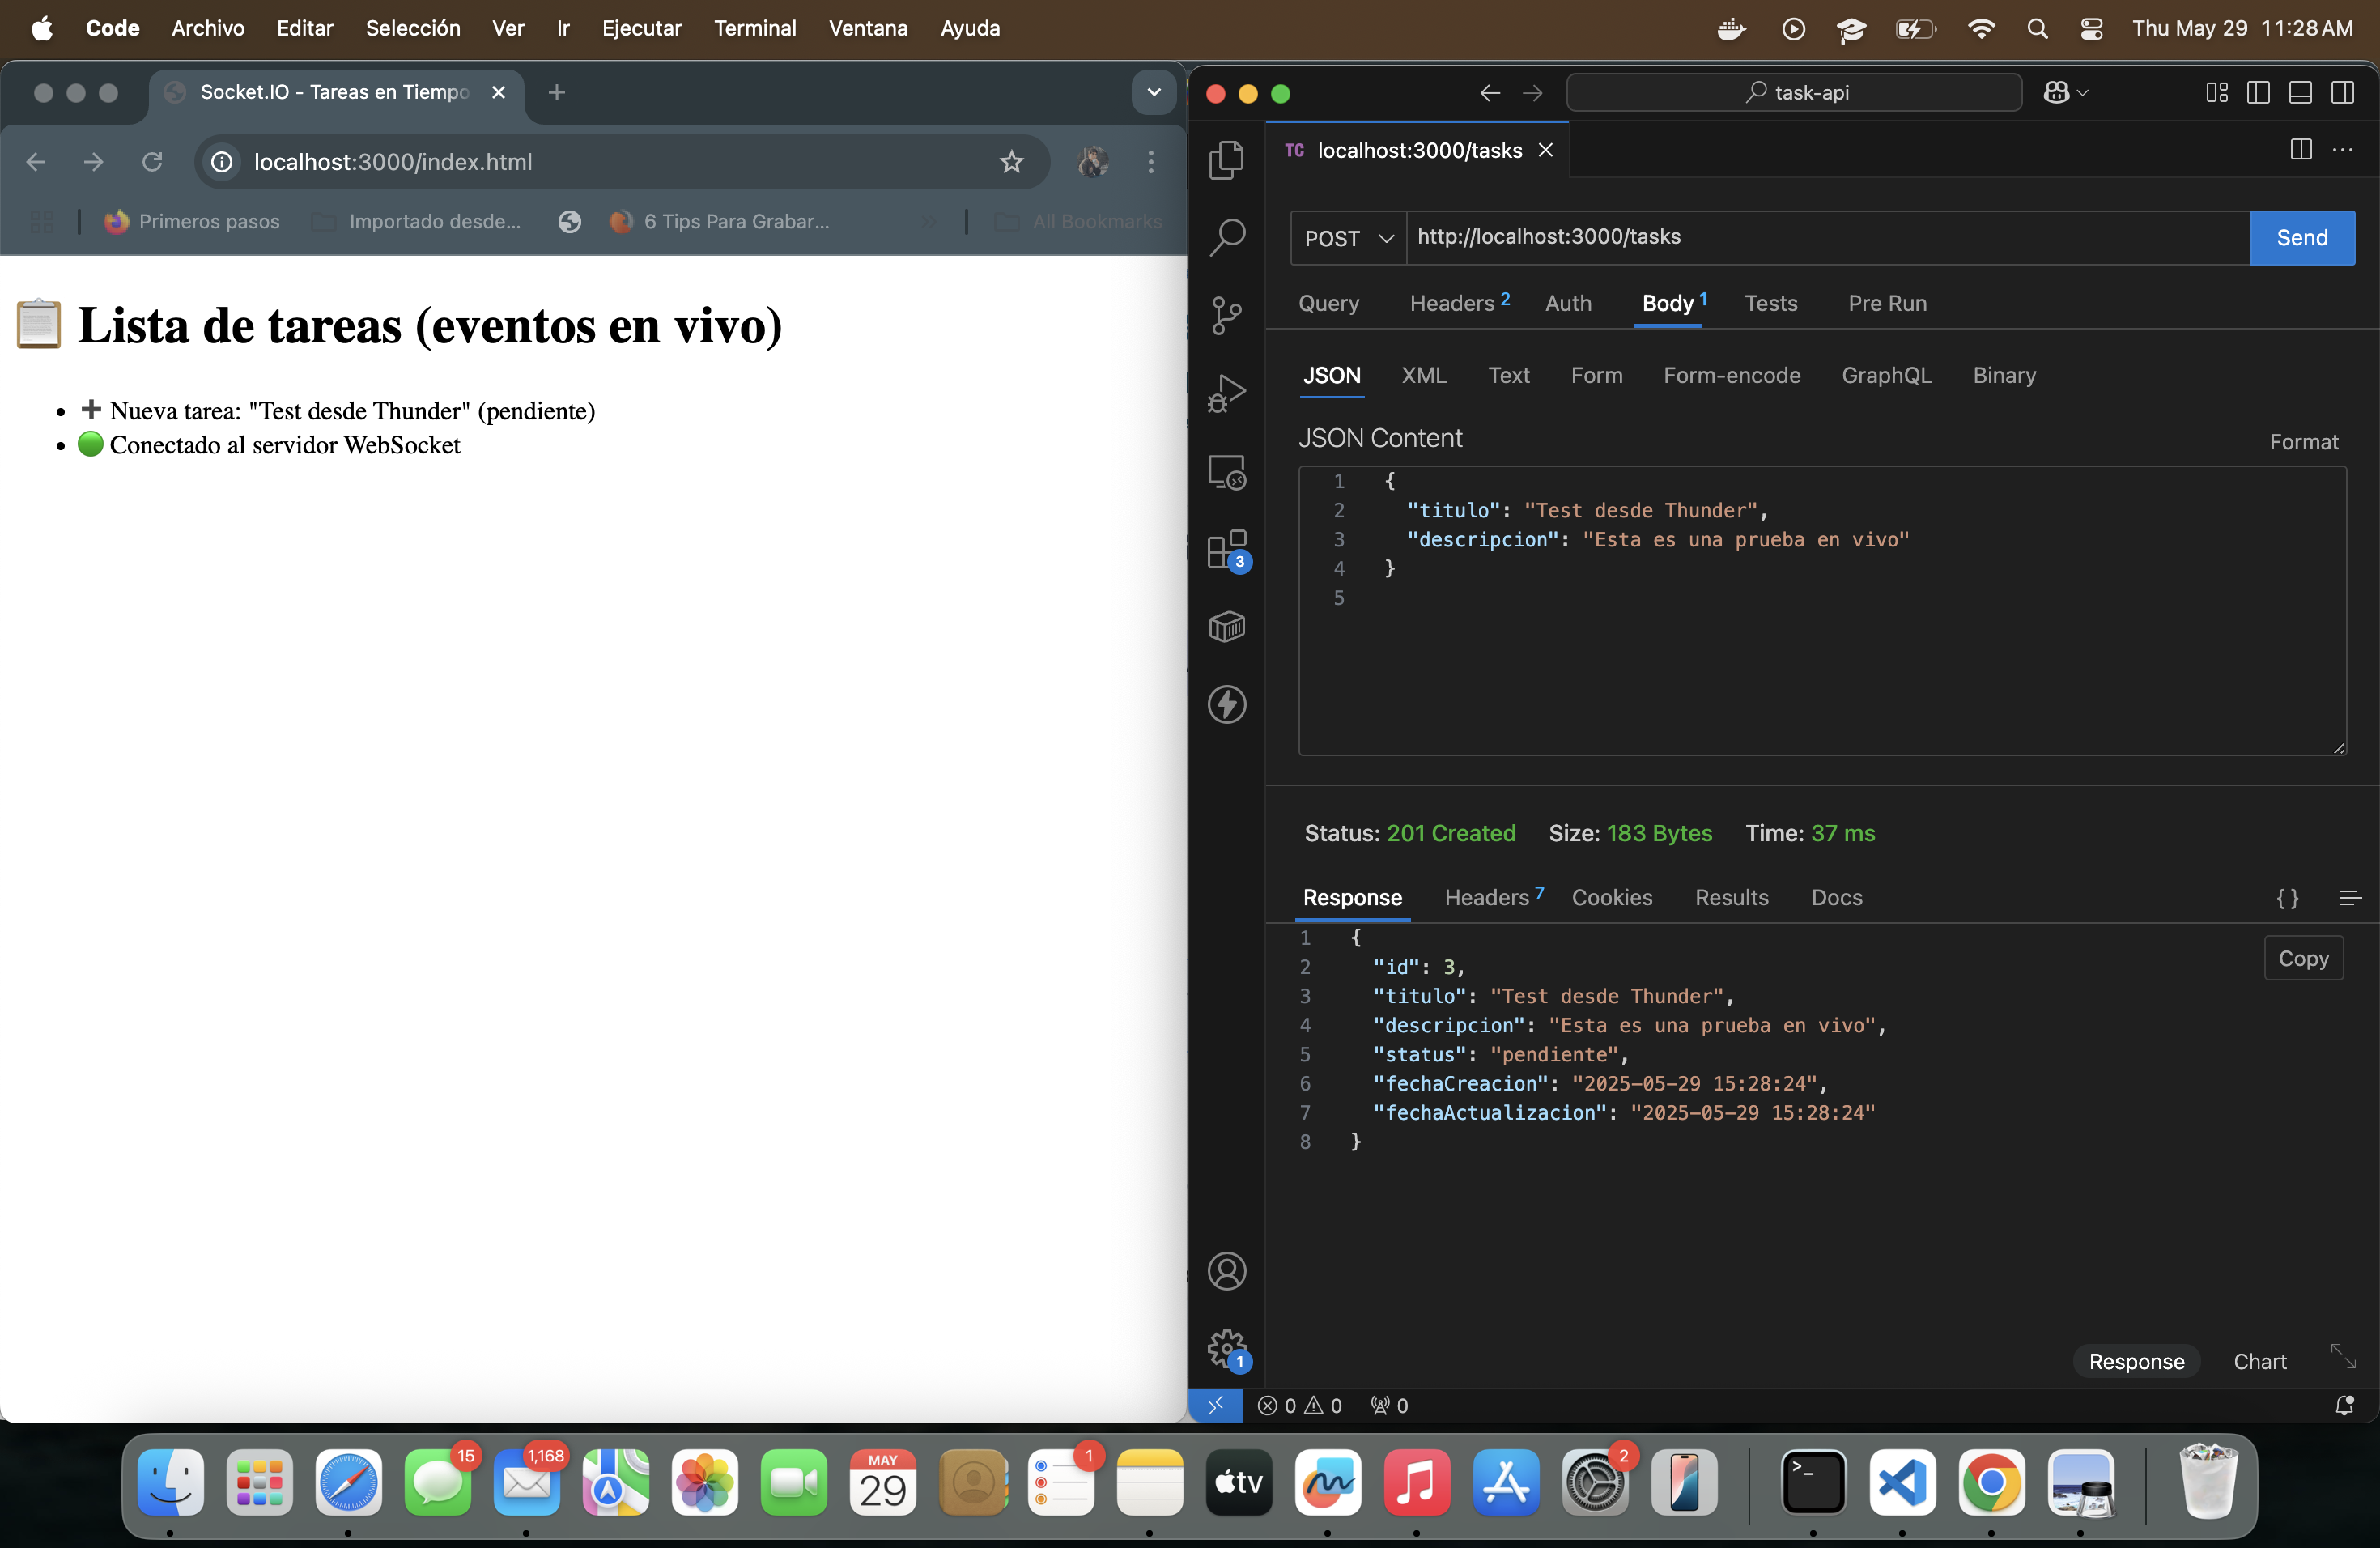 Code Archivo Editar Selección Ver Ir Ejecutar Terminal Ventana Ayuda
Thu May 29 11:28 AM
Socket.IO - Tareas en Tiempo
localhost:3000/index.html
Primeros pasos
Importado desde...
6 Tips Para Grabar...
All Bookmarks
Lista de tareas (eventos en vivo)
Nueva tarea: "Test desde Thunder" (pendiente)
Conectado al servidor WebSocket
task-api
TC localhost:3000/tasks
POST http://localhost:3000/tasks Send
Query Headers 2 Auth Body 1 Tests Pre Run
JSON XML Text Form Form-encode GraphQL Binary
JSON Content
Format
1 {
2 "titulo": "Test desde Thunder",
3 "descripcion": "Esta es una prueba en vivo"
4 }
5
3
Status: 201 Created Size: 183 Bytes Time: 37 ms
Response Headers 7 Cookies Results Docs
{ }
Copy
1 {
2 "id": 3,
3 "titulo": "Test desde Thunder",
4 "descripcion": "Esta es una prueba en vivo",
5 "status": "pendiente",
6 "fechaCreacion": "2025-05-29 15:28:24",
7 "fechaActualizacion": "2025-05-29 15:28:24"
8 }
1
Response Chart
0 0 0
15
1,168
MAY
29
1
tv
2
>_